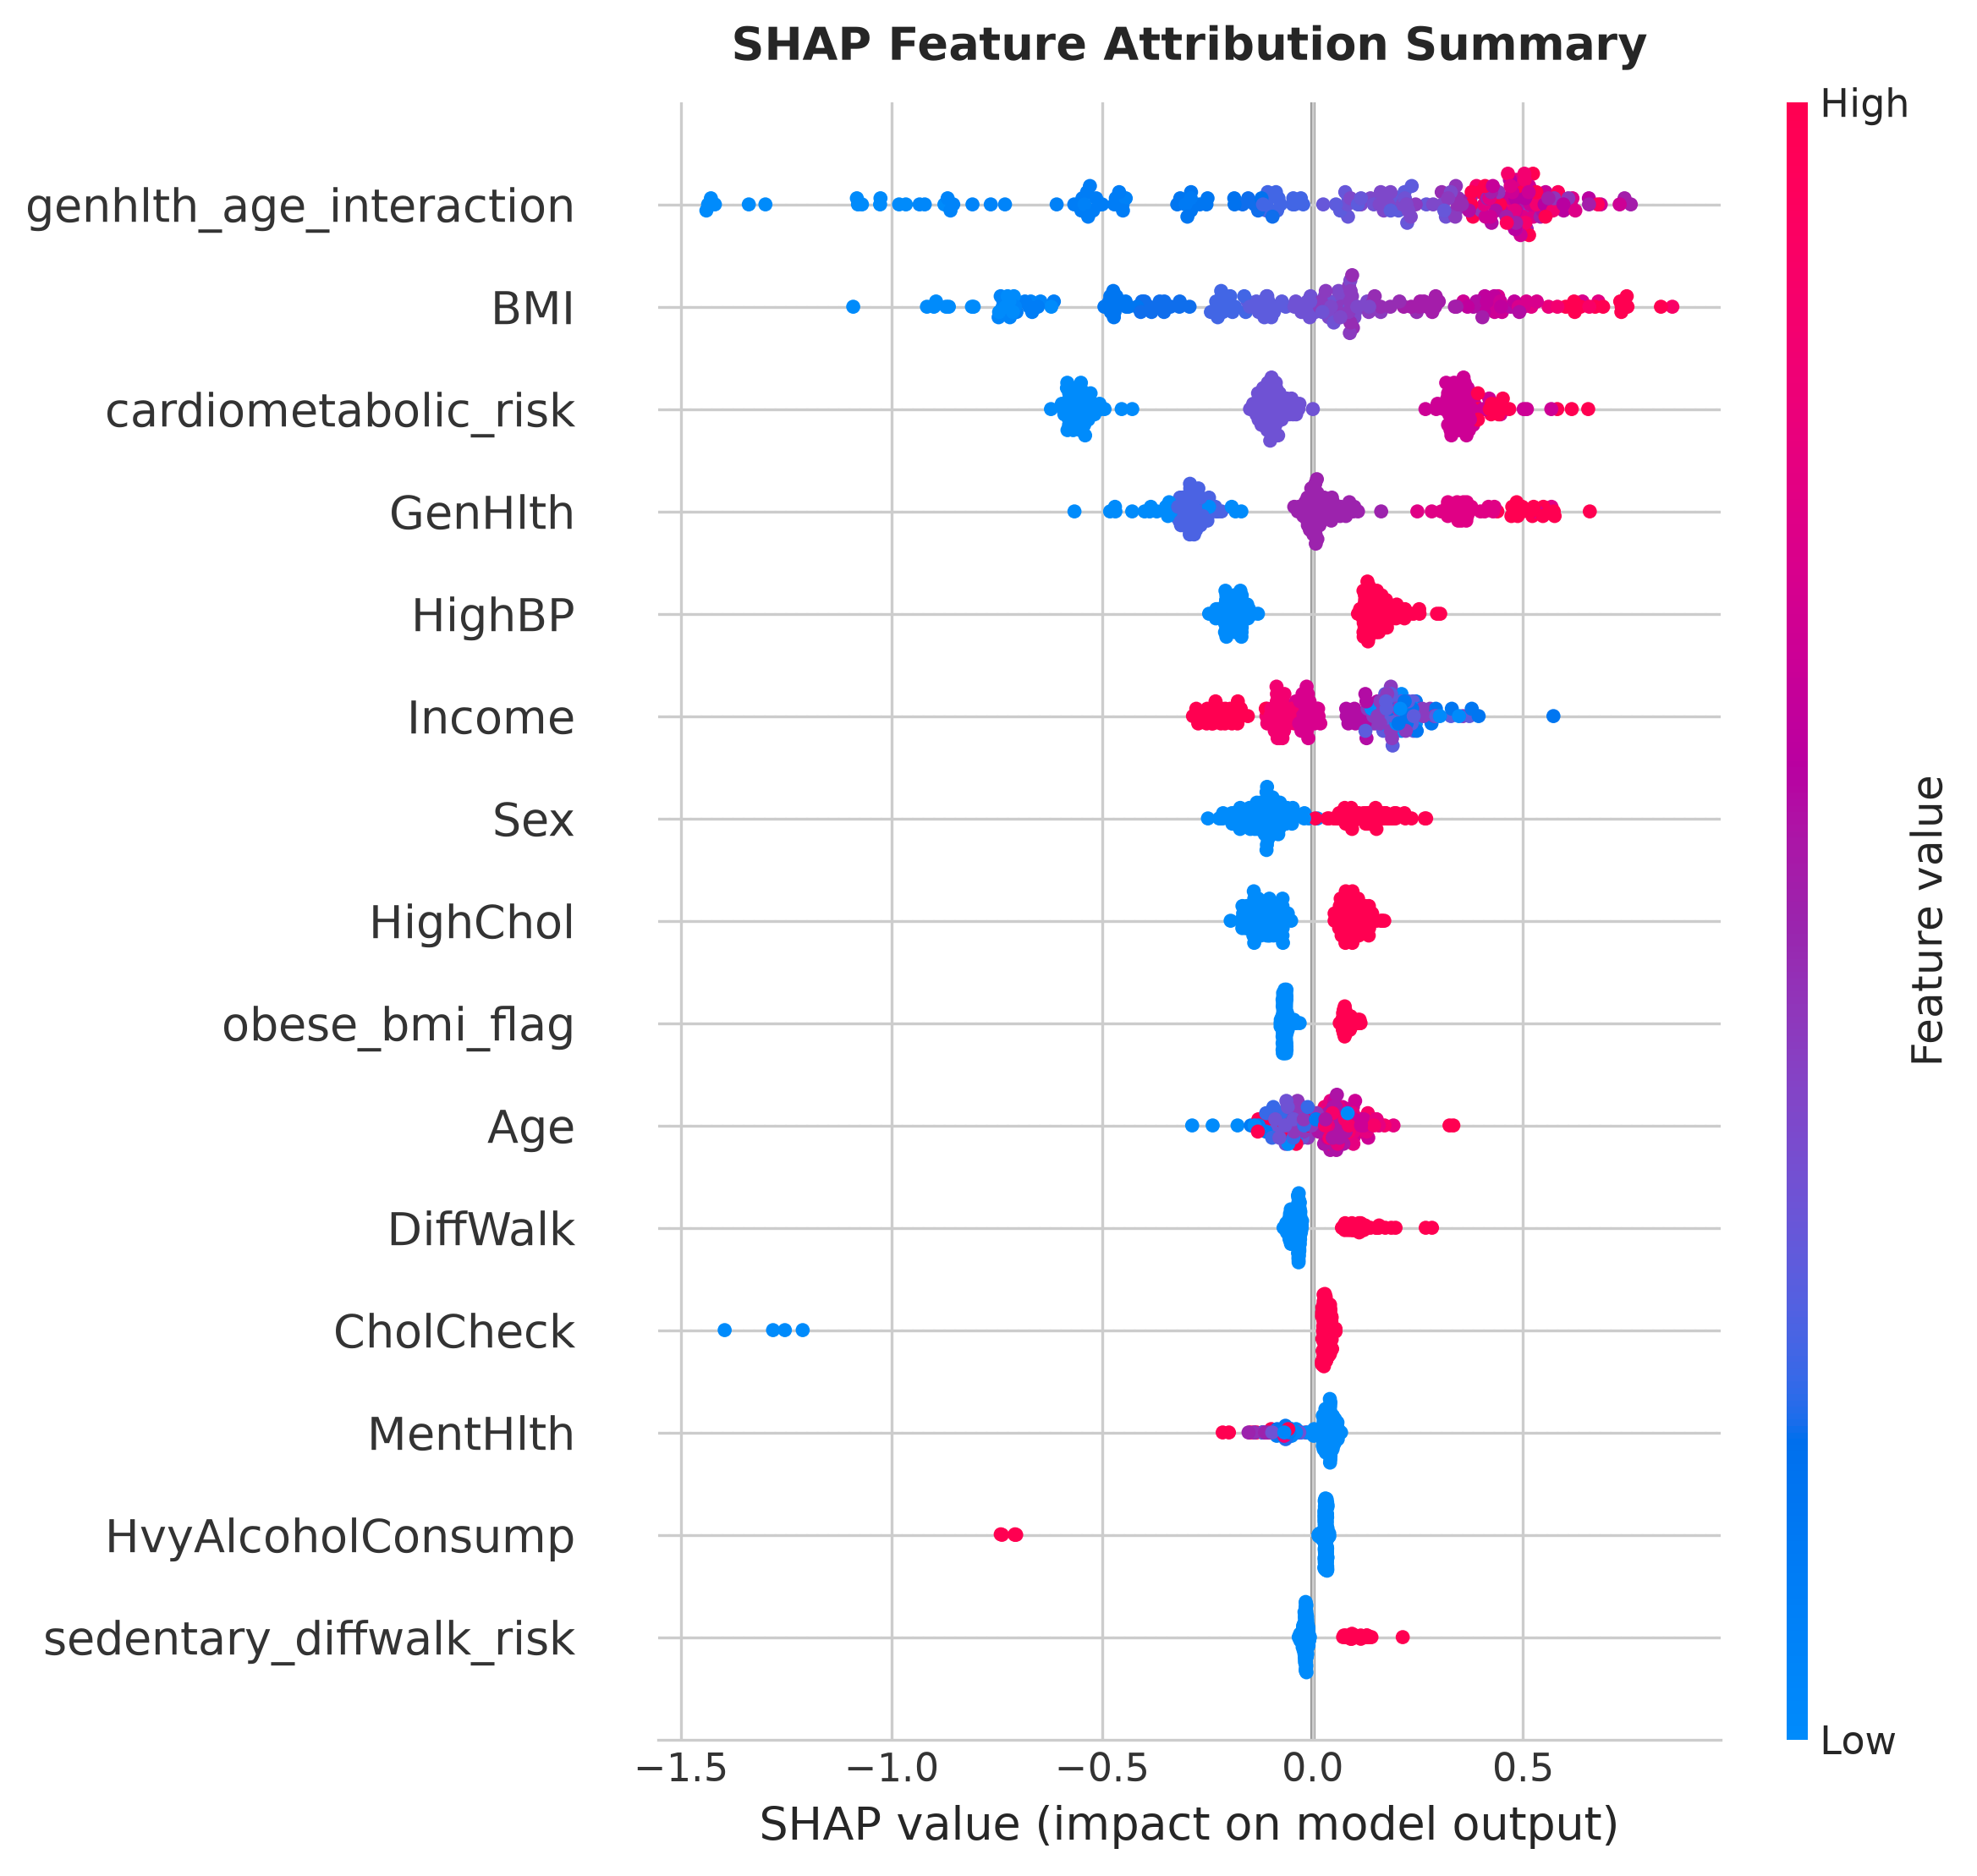 SHAP Feature Attribution Summary
High
genhlth_age_interaction
BMI
cardiometabolic_risk
GenHlth
HighBP
Income
Sex
HighChol
obese_bmi_flag
Age
DiffWalk
CholCheck
MentHlth
HvyAlcoholConsump
sedentary_diffwalk_risk
Feature value
Low
−1.5 −1.0 −0.5 0.0 0.5
SHAP value (impact on model output)